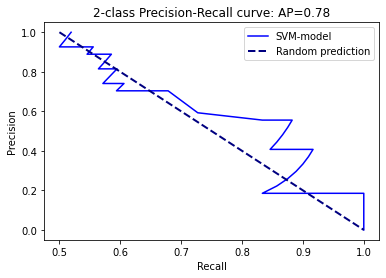 2-class Precision-Recall curve: AP=0.78
SVM-model
Random prediction
1.0
0.8
0.6
0.4
0.2
0.0
Precision
0.5 0.6 0.7 0.8 0.9 1.0
Recall